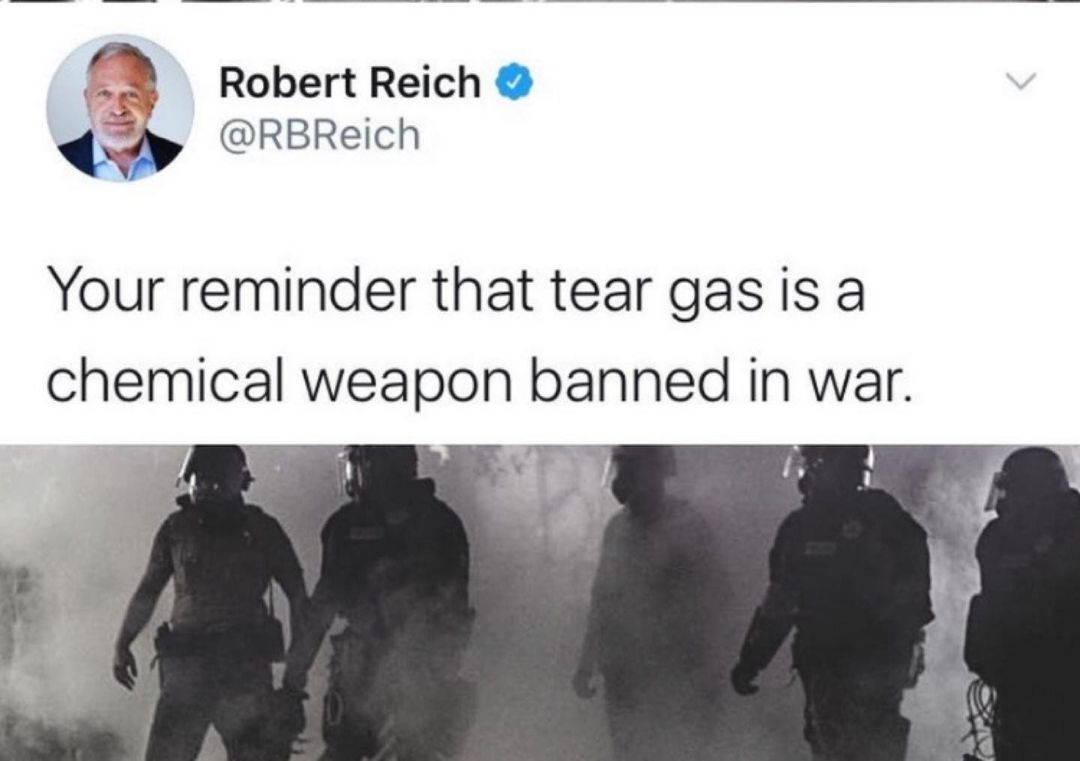 Robert Reich
@RBReich
Your reminder that tear gas is a
chemical weapon banned in war.